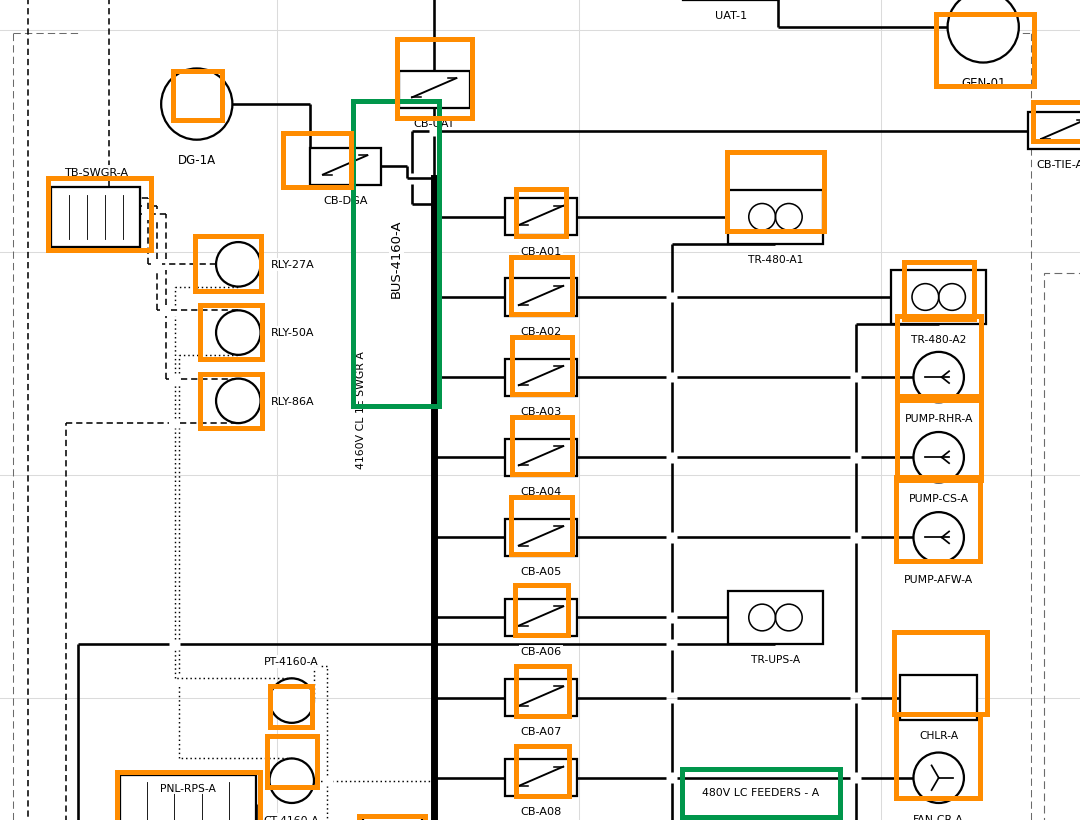 UAT-1
GEN-01
CB-UAT
DG-1A
CB-TIE-A
TB-SWGR-A
CB-DGA
BUS-4160-A
CB-A01
TR-480-A1
RLY-27A
CB-A02
RLY-50A
TR-480-A2
4160V CL 1E SWGR A
RLY-86A
CB-A03
PUMP-RHR-A
CB-A04
PUMP-CS-A
CB-A05
PUMP-AFW-A
CB-A06
PT-4160-A
TR-UPS-A
CB-A07
CHLR-A
PNL-RPS-A
480V LC FEEDERS - A
CB-A08
CT-4160-A
FAN-CR-A